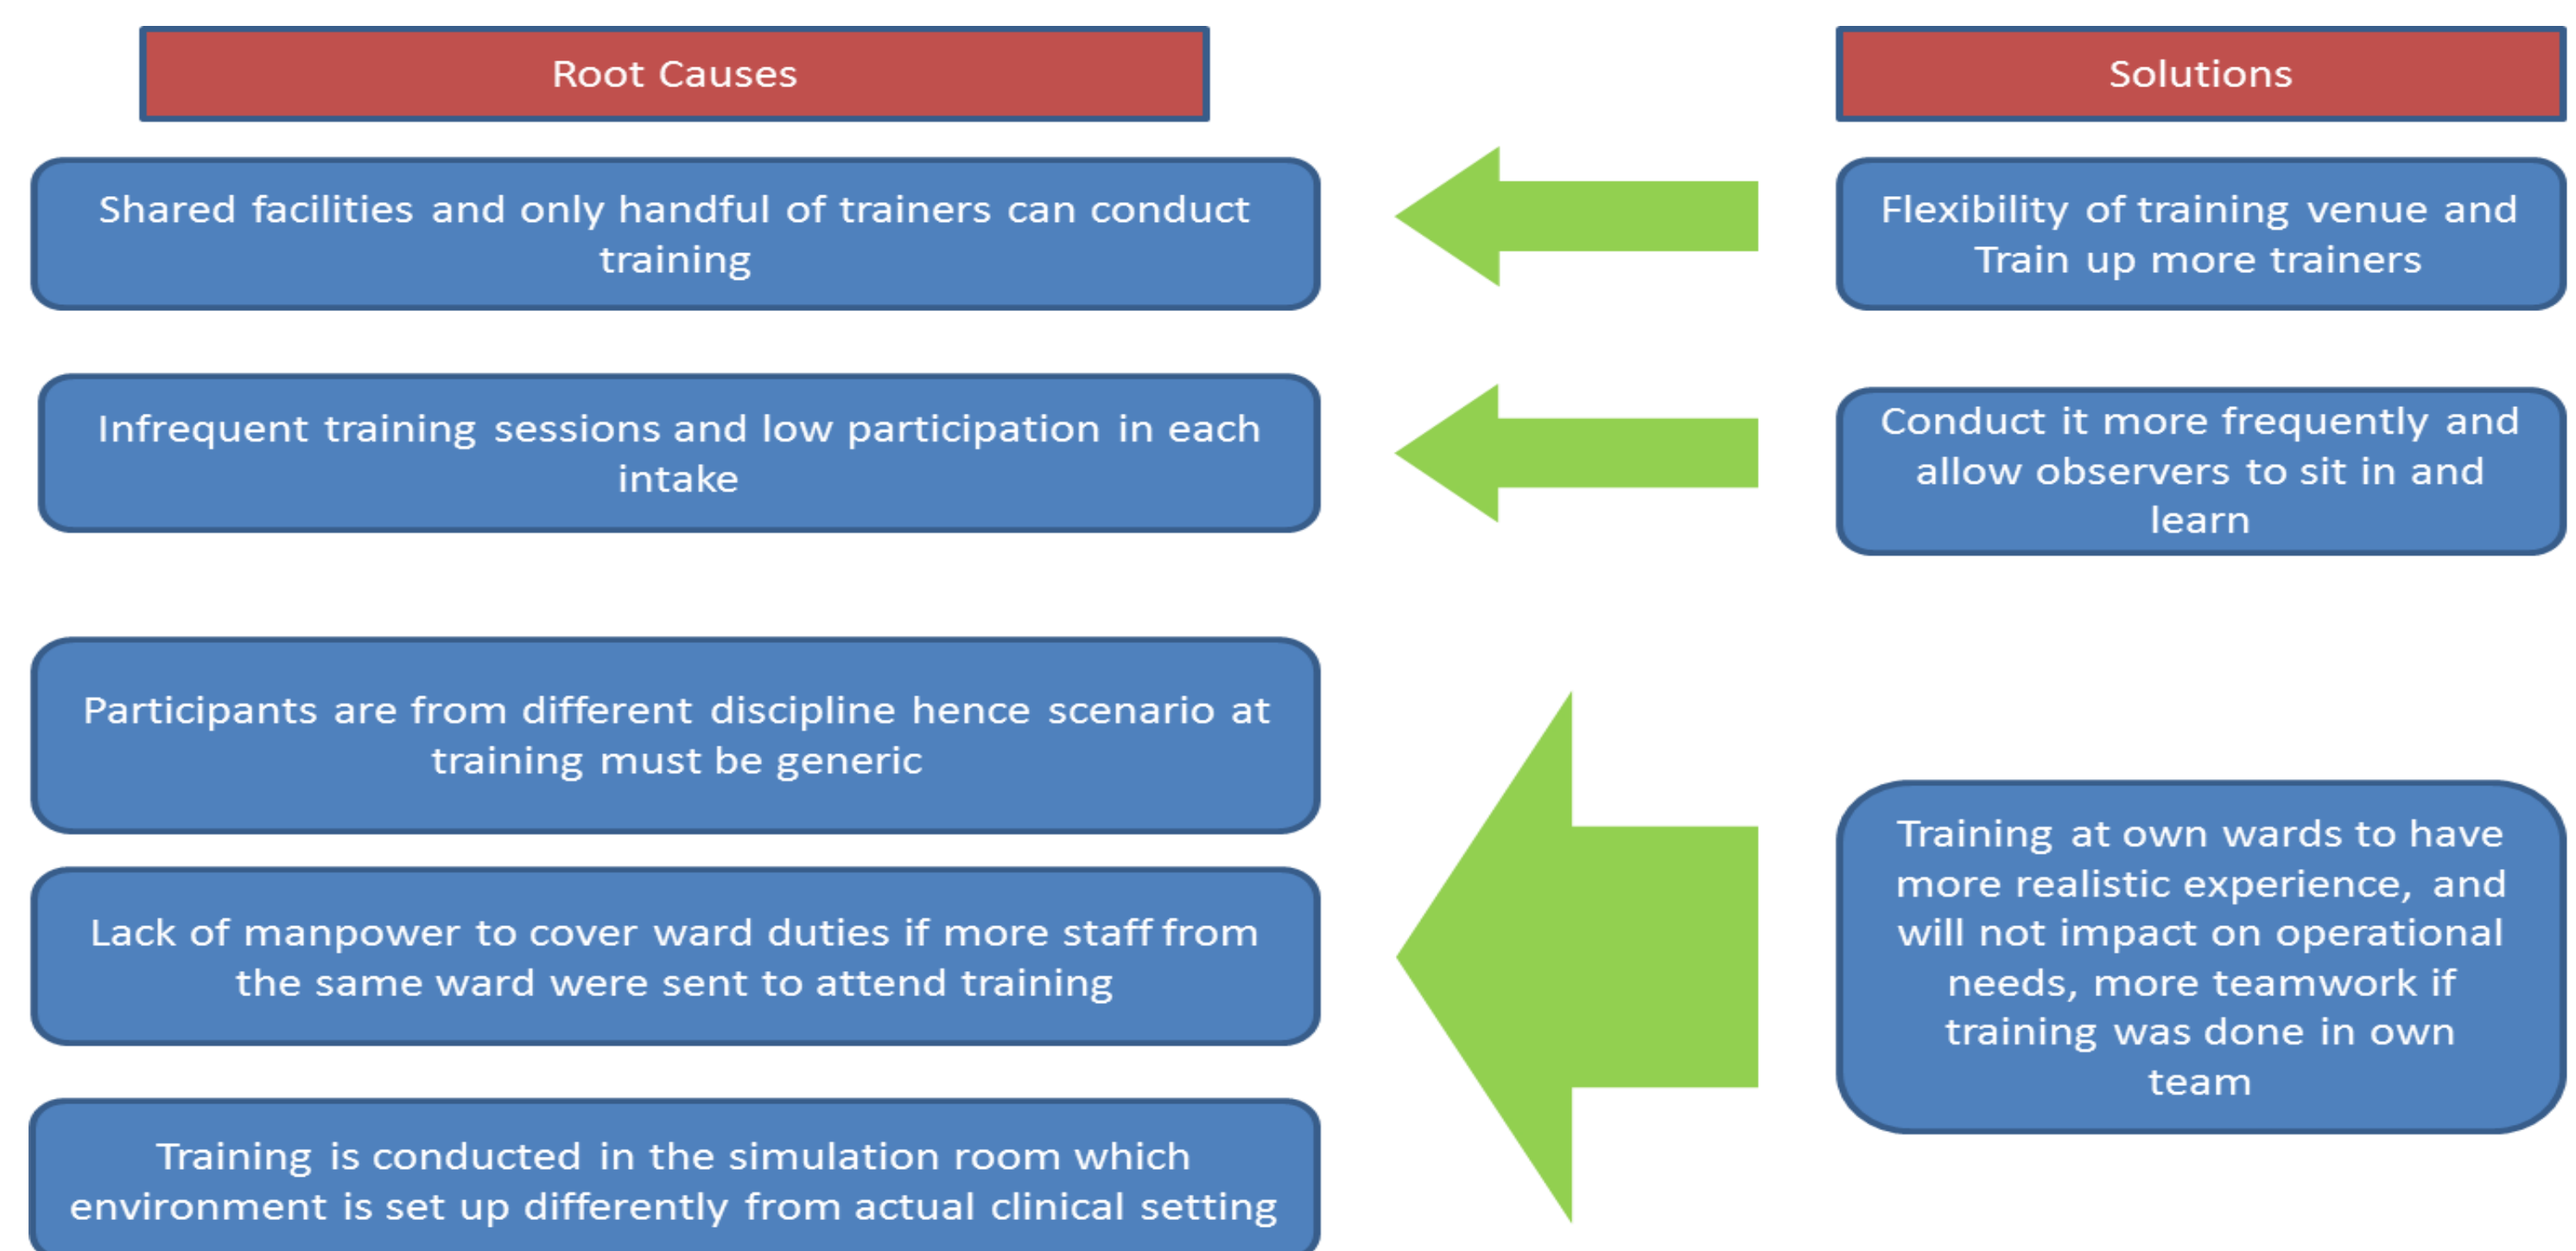 Root Causes
Solutions
Shared facilities and only handful of trainers can conduct
training
Flexibility of training venue and
Train up more trainers
Infrequent training sessions and low participation in each
intake
Conduct it more frequently and
allow observers to sit in and
learn
Participants are from different discipline hence scenario at
training must be generic
Lack of manpower to cover ward duties if more staff from
the same ward were sent to attend training
Training is conducted in the simulation room which
environment is set up differently from actual clinical setting
Training at own wards to have
more realistic experience, and
will not impact on operational
needs, more teamwork if
training was done in own
team